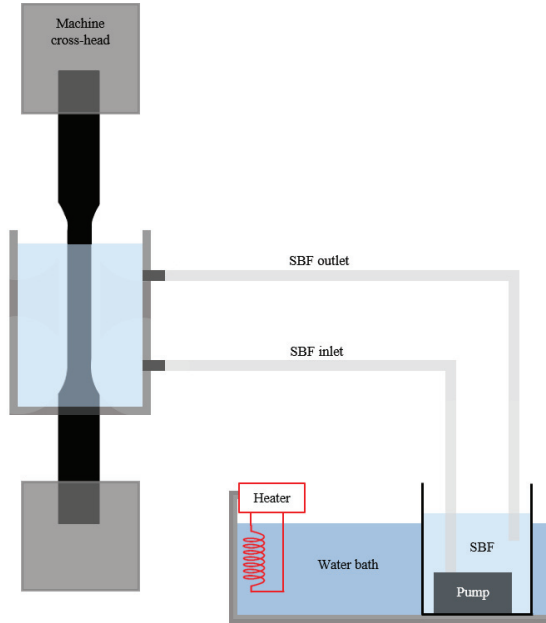 Machine
cross-head
SBF outlet
SBF inlet
Heater
Water bath
SBF
Pump